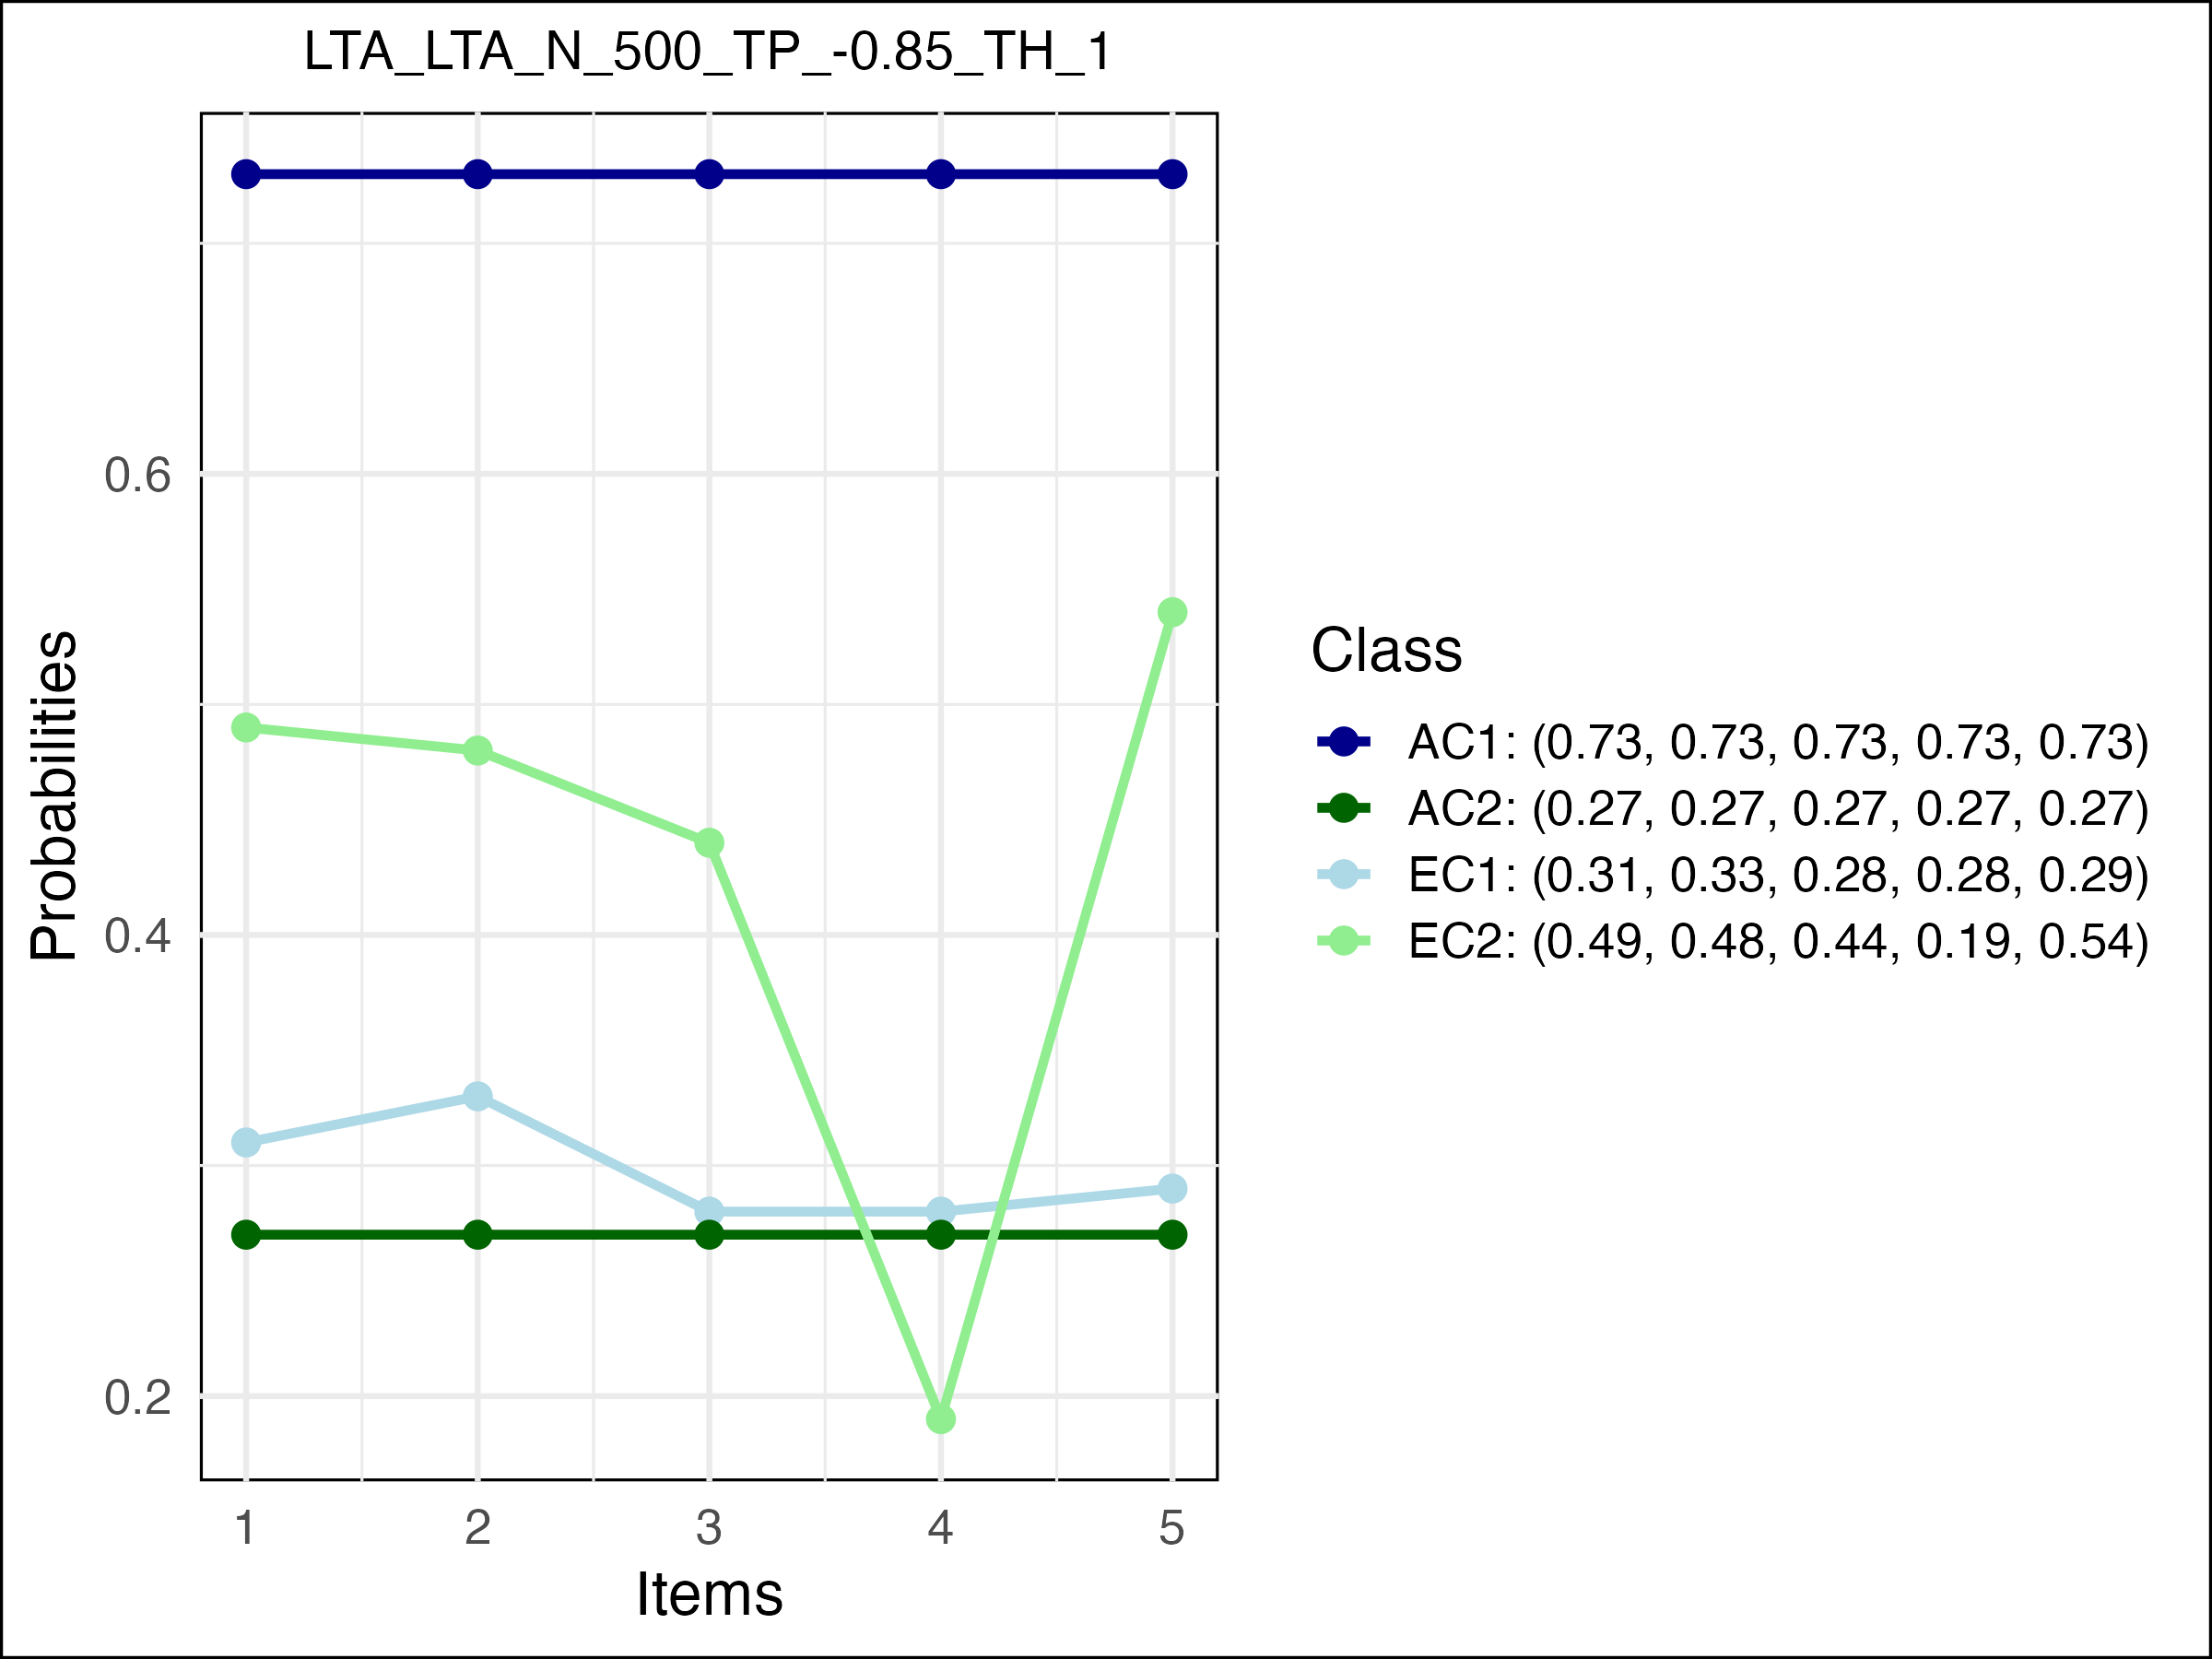 LTA_LTA_N_500_TP_-0.85_TH_1
Probabilities
0.6
0.4
0.2
1 2 3 4 5
Items
Class
AC1: (0.73, 0.73, 0.73, 0.73, 0.73)
AC2: (0.27, 0.27, 0.27, 0.27, 0.27)
EC1: (0.31, 0.33, 0.28, 0.28, 0.29)
EC2: (0.49, 0.48, 0.44, 0.19, 0.54)